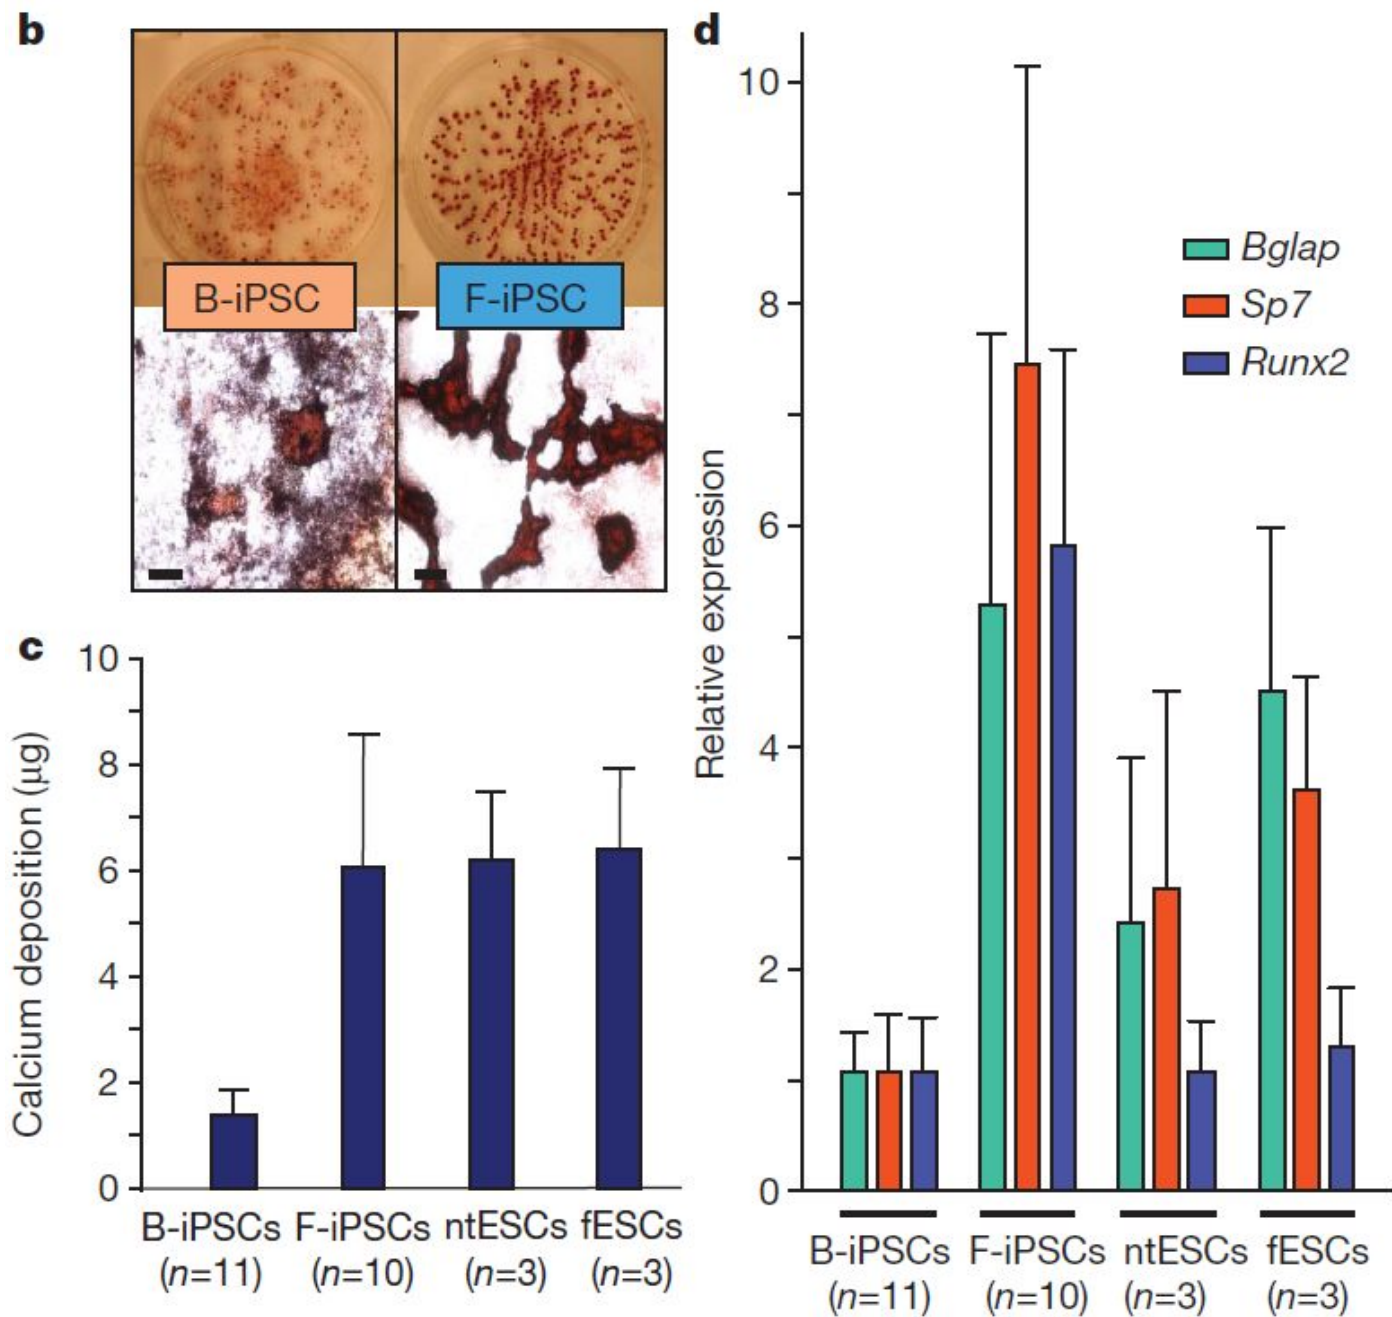 b
B-iPSC
F-iPSC
c
Calcium deposition (µg)
10
8
6
4
2
0
B-iPSCs
(n=11)
F-iPSCs
(n=10)
ntESCs
(n=3)
fESCs
(n=3)
d
Relative expression
10
8
6
4
2
0
Bglap
Sp7
Runx2
B-iPSCs
(n=11)
F-iPSCs
(n=10)
ntESCs
(n=3)
fESCs
(n=3)